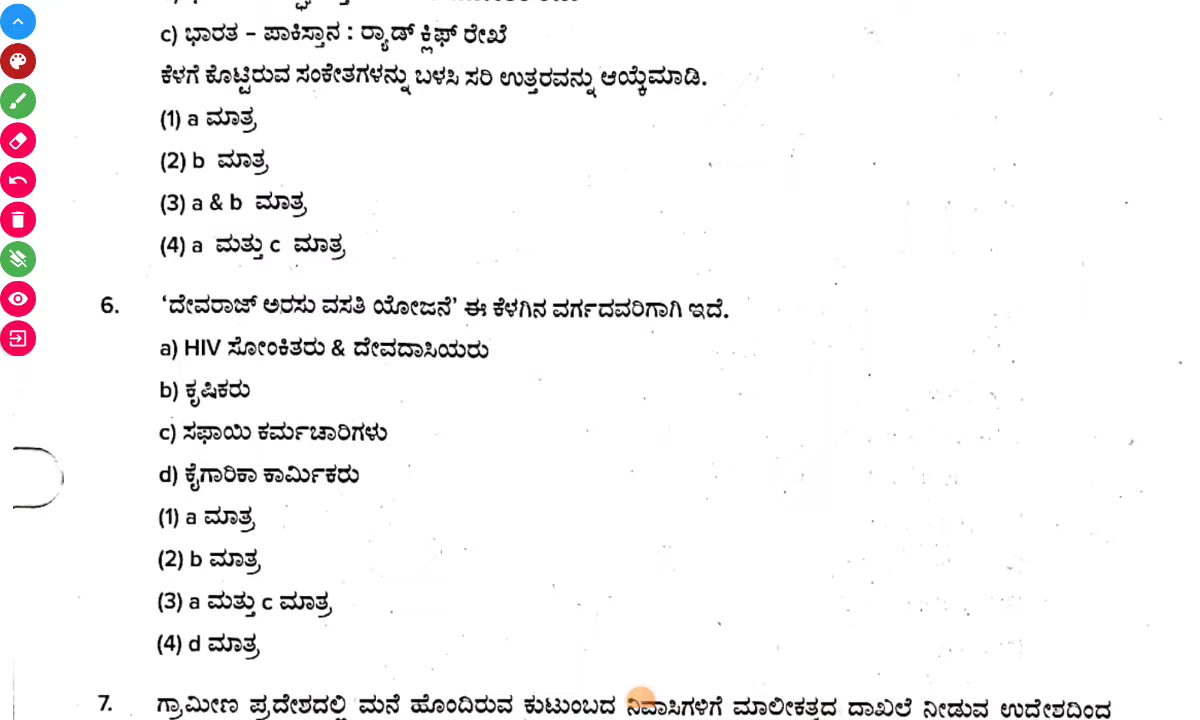 c) ಭಾರತ – ಪಾಕಿಸ್ತಾನ : ರ‍್ಯಾಡ್ ಕ್ಲಿಫ್ ರೇಖೆ
ಕೆಳಗೆ ಕೊಟ್ಟಿರುವ ಸಂಕೇತಗಳನ್ನು ಬಳಸಿ ಸರಿ ಉತ್ತರವನ್ನು ಆಯ್ಕೆಮಾಡಿ.
(1) a ಮಾತ್ರ
(2) b ಮಾತ್ರ
(3) a & b ಮಾತ್ರ
(4) a ಮತ್ತು c ಮಾತ್ರ
6. ‘ದೇವರಾಜ್ ಅರಸು ವಸತಿ ಯೋಜನೆ’ ಈ ಕೆಳಗಿನ ವರ್ಗದವರಿಗಾಗಿ ಇದೆ.
a) HIV ಸೋಂಕಿತರು & ದೇವದಾಸಿಯರು
b) ಕೃಷಿಕರು
c) ಸಫಾಯಿ ಕರ್ಮಚಾರಿಗಳು
d) ಕೈಗಾರಿಕಾ ಕಾರ್ಮಿಕರು
(1) a ಮಾತ್ರ
(2) b ಮಾತ್ರ
(3) a ಮತ್ತು c ಮಾತ್ರ
(4) d ಮಾತ್ರ
7. ಗ್ರಾಮೀಣ ಪ್ರದೇಶದಲ್ಲಿ ಮನೆ ಹೊಂದಿರುವ ಕುಟುಂಬದ ನಿವಾಸಿಗಳಿಗೆ ಮಾಲೀಕತ್ವದ ದಾಖಲೆ ನೀಡುವ ಉದ್ದೇಶದಿಂದ